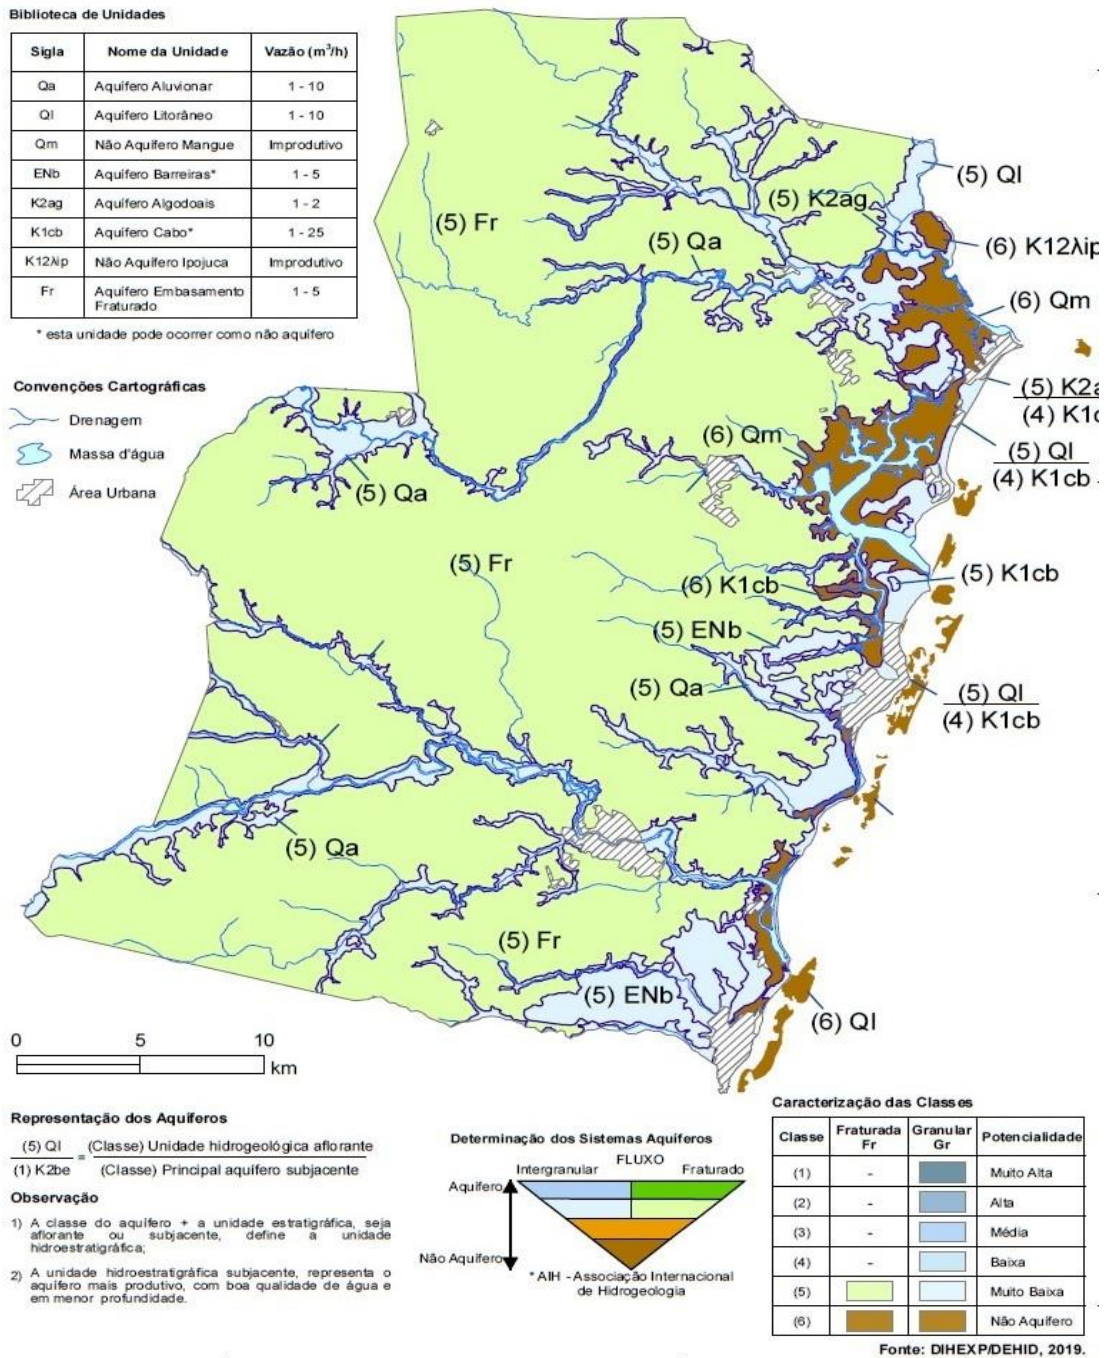 Biblioteca de Unidades
Sigla Nome da Unidade Vazão (m³/h)
Qa Aquífero Aluvionar 1 - 10
Ql Aquífero Litorâneo 1 - 10
Qm Não Aquífero Mangue Improdutivo
ENb Aquífero Barreiras* 1 - 5
K2ag Aquífero Algodoais 1 - 2
K1cb Aquífero Cabo* 1 - 25
K12λip Não Aquífero Ipojuca Improdutivo
Fr Aquífero Embasamento Fraturado 1 - 5
* esta unidade pode ocorrer como não aquífero
Convenções Cartográficas
Drenagem
Massa d'água
Área Urbana
(5) Ql
(5) K2ag
(5) Fr
(5) Qa
(6) K12λip
(6) Qm
(5) K2a
(4) K1c
(6) Qm
(5) Ql
(4) K1cb
(5) Qa
(5) Fr
(5) K1cb
(6) K1cb
(5) ENb
(5) Qa
(5) Ql
(4) K1cb
(5) Qa
(5) Fr
(5) ENb
(6) Ql
0 5 10
km
Representação dos Aquíferos
(5) Ql = (Classe) Unidade hidrogeológica aflorante
(1) K2be (Classe) Principal aquífero subjacente
Observação
1) A classe do aquífero + a unidade estratigráfica, seja
aflorante ou subjacente, define a unidade
hidroestratigráfica;
2) A unidade hidroestratigráfica subjacente, representa o
aquífero mais produtivo, com boa qualidade de água e
em menor profundidade.
Determinação dos Sistemas Aquíferos
FLUXO
Intergranular Fraturado
Aquífero
Não Aquífero
* AIH - Associação Internacional
de Hidrogeologia
Caracterização das Classes
Classe Fraturada Fr Granular Gr Potencialidade
(1) - Muito Alta
(2) - Alta
(3) - Média
(4) - Baixa
(5) Muito Baixa
(6) Não Aquífero
Fonte: DIHEXP/DEHID, 2019.